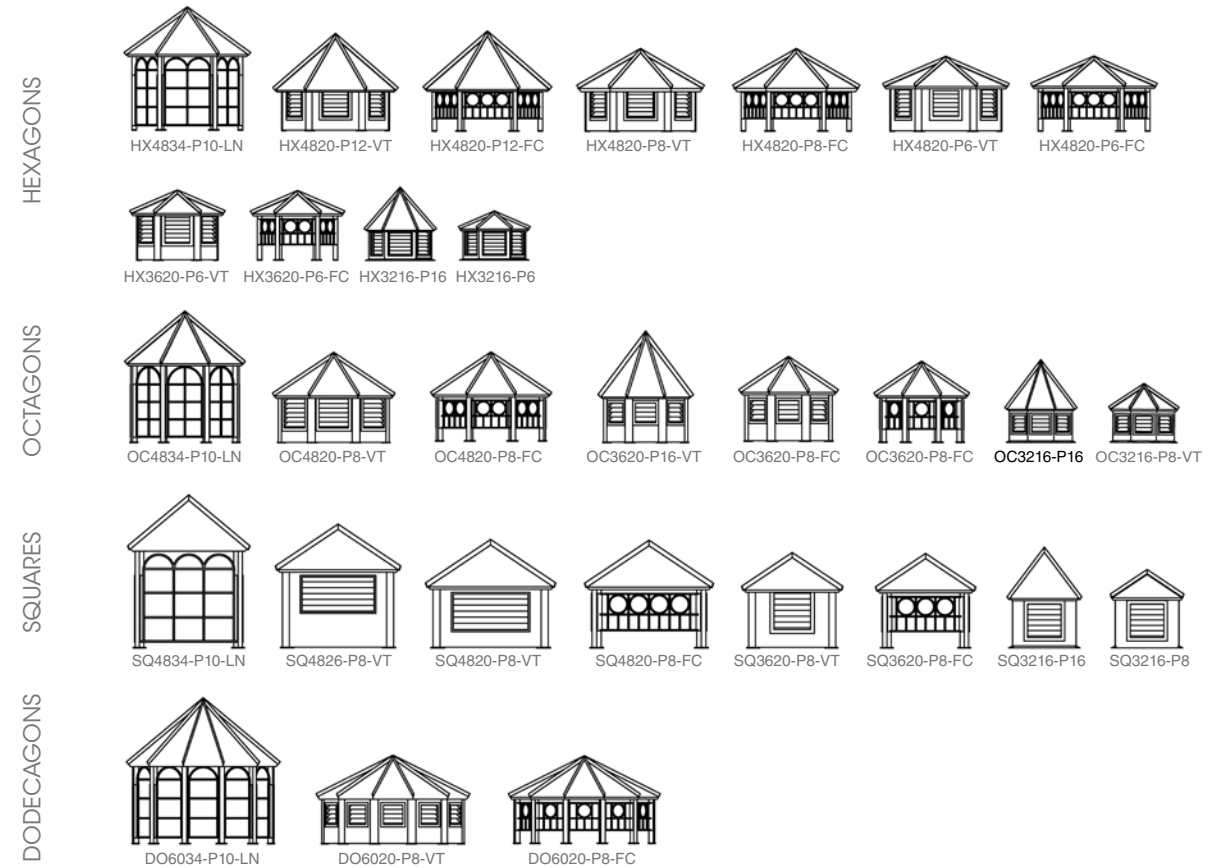 HEXAGONS
HX4834-P10-LN HX4820-P12-VT HX4820-P12-FC HX4820-P8-VT HX4820-P8-FC HX4820-P6-VT HX4820-P6-FC
HX3620-P6-VT HX3620-P6-FC HX3216-P16 HX3216-P6
OCTAGONS
OC4834-P10-LN OC4820-P8-VT OC4820-P8-FC OC3620-P16-VT OC3620-P8-FC OC3620-P8-FC OC3216-P16 OC3216-P8-VT
SQUARES
SQ4834-P10-LN SQ4826-P8-VT SQ4820-P8-VT SQ4820-P8-FC SQ3620-P8-VT SQ3620-P8-FC SQ3216-P16 SQ3216-P8
DODECAGONS
DO6034-P10-LN DO6020-P8-VT DO6020-P8-FC